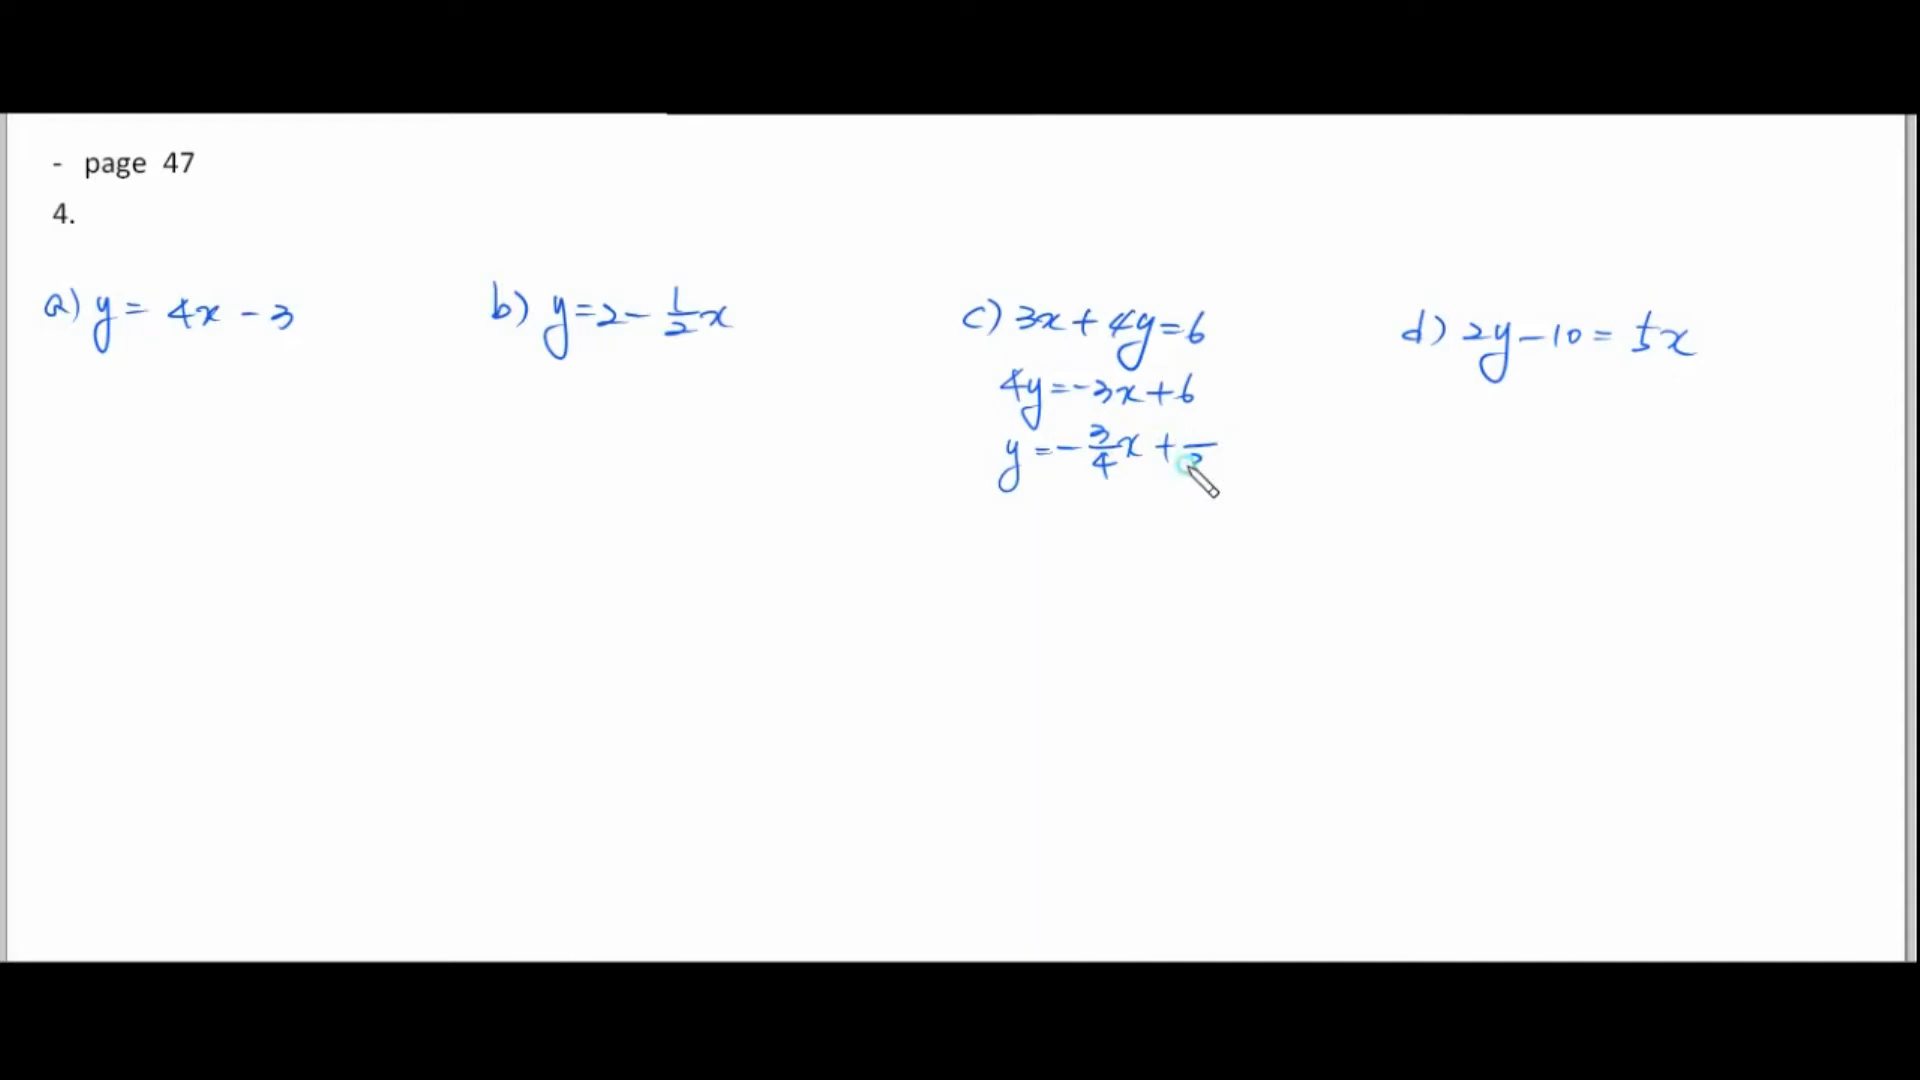 - page 47
4.
a) y = 4x - 3
b) y = 2 - 1/2 x
c) 3x + 4y = 6
4y = -3x + 6
y = - 3/4 x +
d) 2y - 10 = 5x